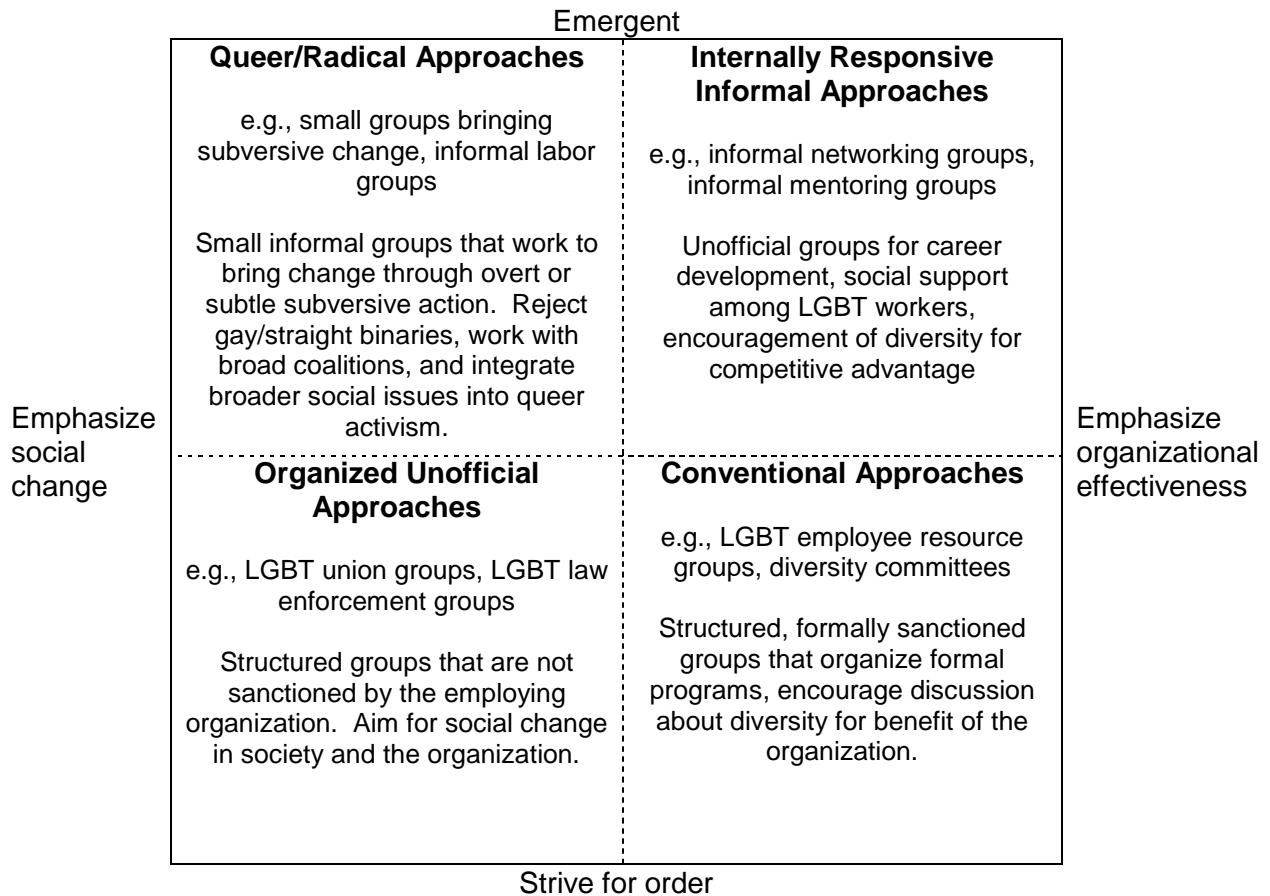 Emergent
Queer/Radical Approaches
e.g., small groups bringing
subversive change, informal labor
groups
Small informal groups that work to
bring change through overt or
subtle subversive action.  Reject
gay/straight binaries, work with
broad coalitions, and integrate
broader social issues into queer
activism.
Internally Responsive
Informal Approaches
e.g., informal networking groups,
informal mentoring groups
Unofficial groups for career
development, social support
among LGBT workers,
encouragement of diversity for
competitive advantage
Emphasize
social
change
Emphasize
organizational
effectiveness
Organized Unofficial
Approaches
e.g., LGBT union groups, LGBT law
enforcement groups
Structured groups that are not
sanctioned by the employing
organization.  Aim for social change
in society and the organization.
Conventional Approaches
e.g., LGBT employee resource
groups, diversity committees
Structured, formally sanctioned
groups that organize formal
programs, encourage discussion
about diversity for benefit of the
organization.
Strive for order